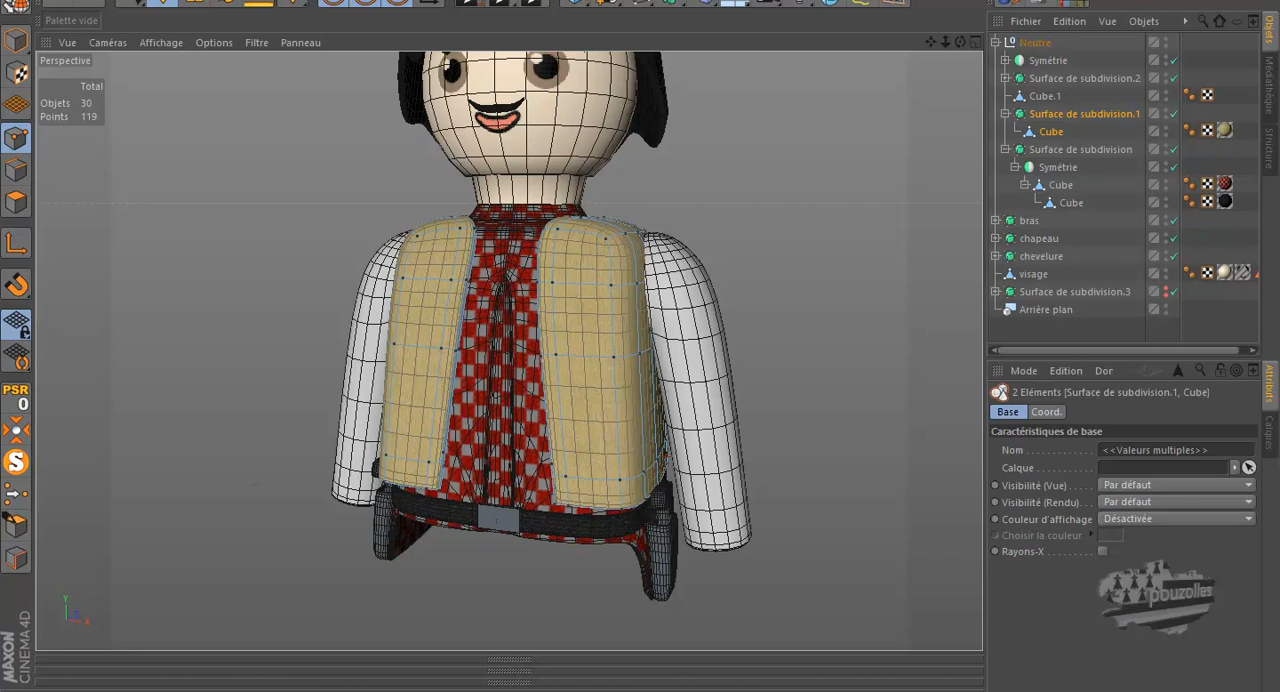 Palette vide
Vue Caméras Affichage Options Filtre Panneau
Perspective
Total
Objets 30
Points 119
PSR
0
S
MAXON
CINEMA 4D
Y
X
Fichier Edition Vue Objets
Neutre
Symétrie
Surface de subdivision.2
Cube.1
Surface de subdivision.1
Cube
Surface de subdivision
Symétrie
Cube
Cube
bras
chapeau
chevelure
visage
Surface de subdivision.3
Arrière plan
Objets
Médiathèque
Structure
Mode Edition Dor
2 Eléments [Surface de subdivision.1, Cube]
Base Coord.
Caractéristiques de base
Nom <<Valeurs multiples>>
Calque
Visibilité (Vue) Par défaut
Visibilité (Rendu) Par défaut
Couleur d'affichage Désactivée
Choisir la couleur
Rayons-X
Attributs
Calques
pbuzolles